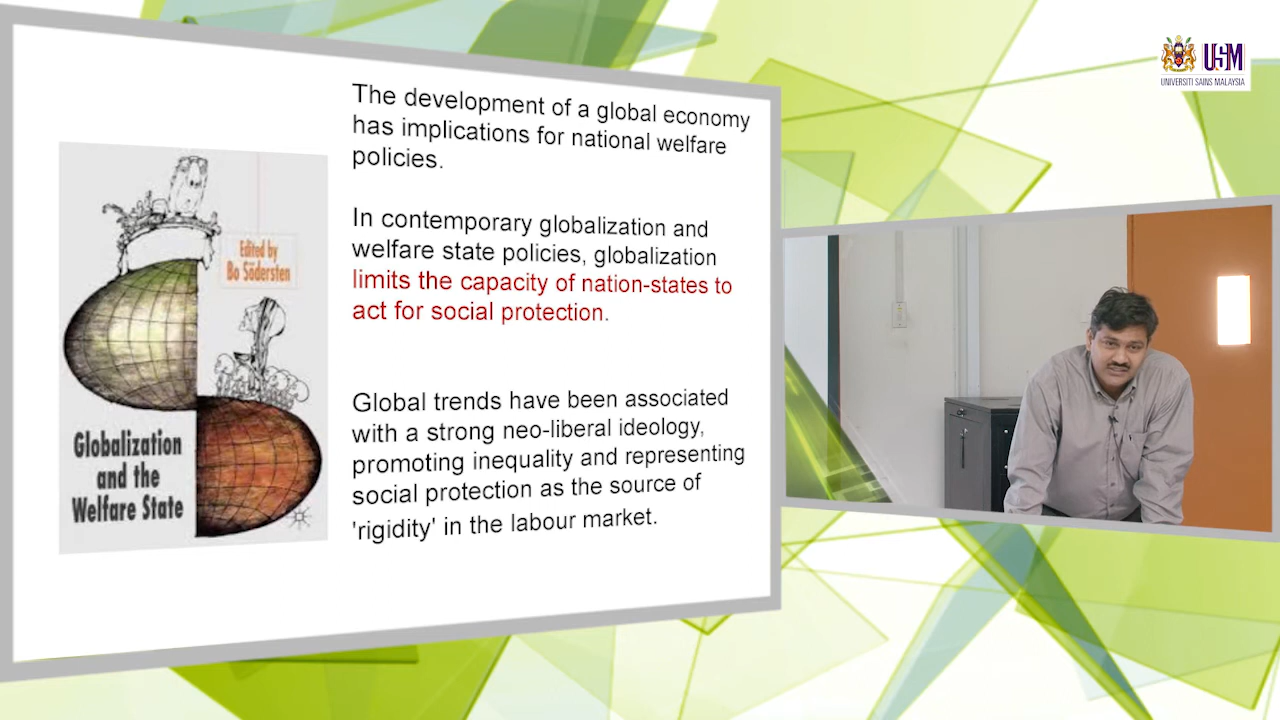 The development of a global economy
has implications for national welfare
policies.
In contemporary globalization and
welfare state policies, globalization
limits the capacity of nation-states to
act for social protection.
Global trends have been associated
with a strong neo-liberal ideology,
promoting inequality and representing
social protection as the source of
'rigidity' in the labour market.
Edited by
Bo Södersten
Globalization
and the
Welfare State
USM
UNIVERSITI SAINS MALAYSIA